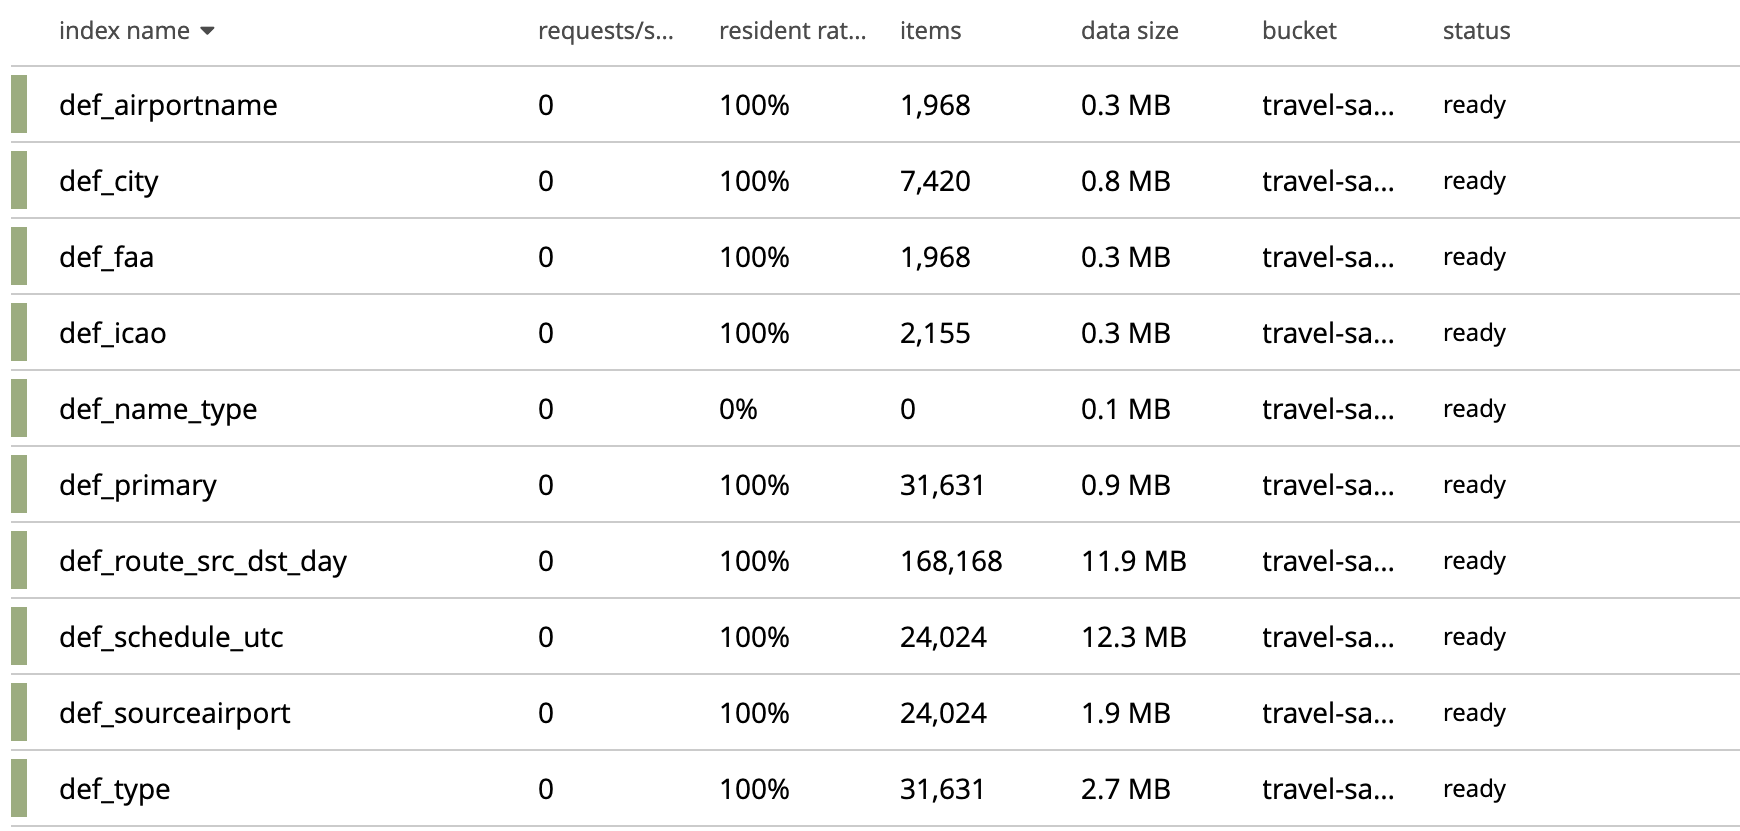 index name requests/s... resident rat... items data size bucket status
def_airportname 0 100% 1,968 0.3 MB travel-sa... ready
def_city 0 100% 7,420 0.8 MB travel-sa... ready
def_faa 0 100% 1,968 0.3 MB travel-sa... ready
def_icao 0 100% 2,155 0.3 MB travel-sa... ready
def_name_type 0 0% 0 0.1 MB travel-sa... ready
def_primary 0 100% 31,631 0.9 MB travel-sa... ready
def_route_src_dst_day 0 100% 168,168 11.9 MB travel-sa... ready
def_schedule_utc 0 100% 24,024 12.3 MB travel-sa... ready
def_sourceairport 0 100% 24,024 1.9 MB travel-sa... ready
def_type 0 100% 31,631 2.7 MB travel-sa... ready